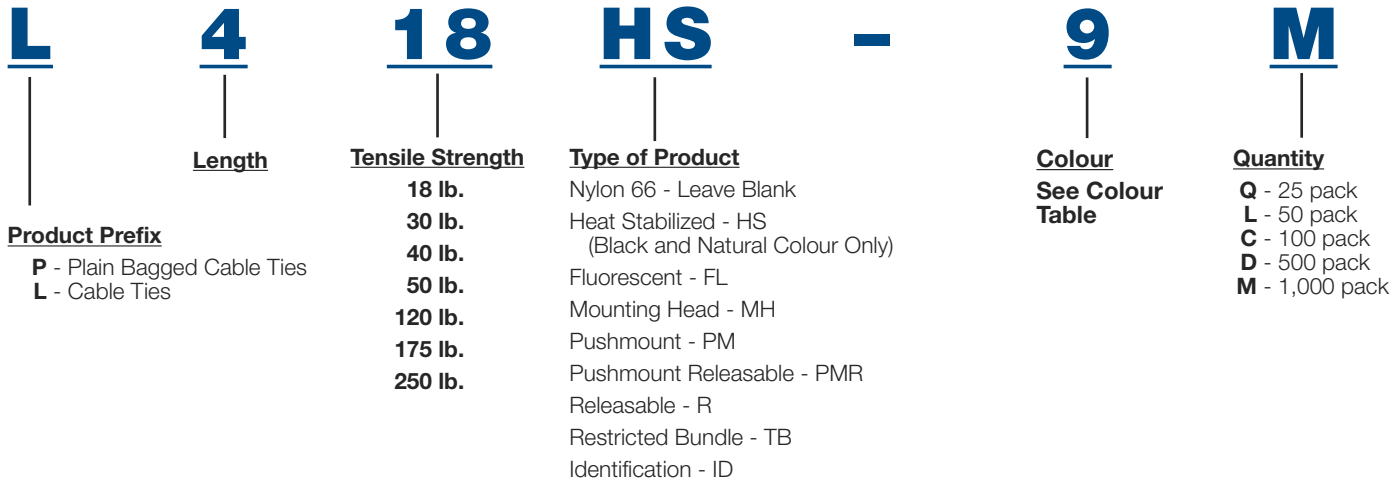 L 4 18 HS - 9 M
Product Prefix
P - Plain Bagged Cable Ties
L - Cable Ties
Length
Tensile Strength
18 lb.
30 lb.
40 lb.
50 lb.
120 lb.
175 lb.
250 lb.
Type of Product
Nylon 66 - Leave Blank
Heat Stabilized - HS
(Black and Natural Colour Only)
Fluorescent - FL
Mounting Head - MH
Pushmount - PM
Pushmount Releasable - PMR
Releasable - R
Restricted Bundle - TB
Identification - ID
Colour
See Colour
Table
Quantity
Q - 25 pack
L - 50 pack
C - 100 pack
D - 500 pack
M - 1,000 pack